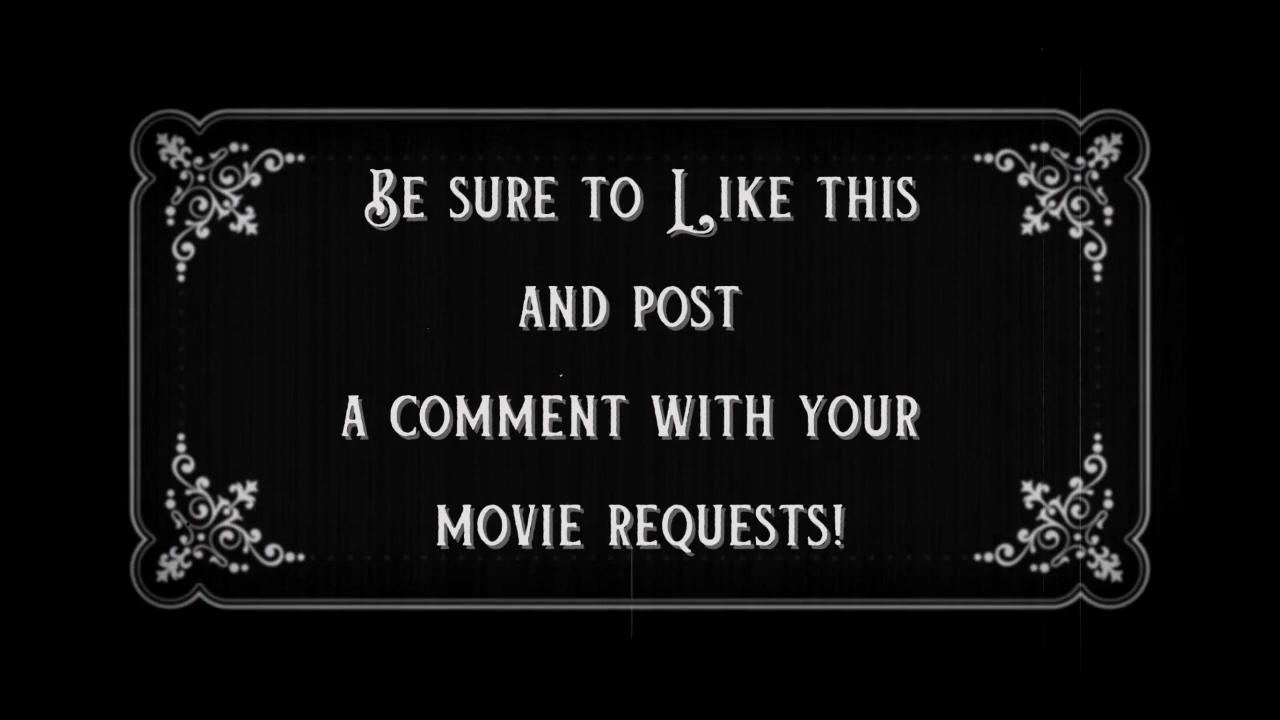 Be sure to Like this
and post
a comment with your
movie requests!